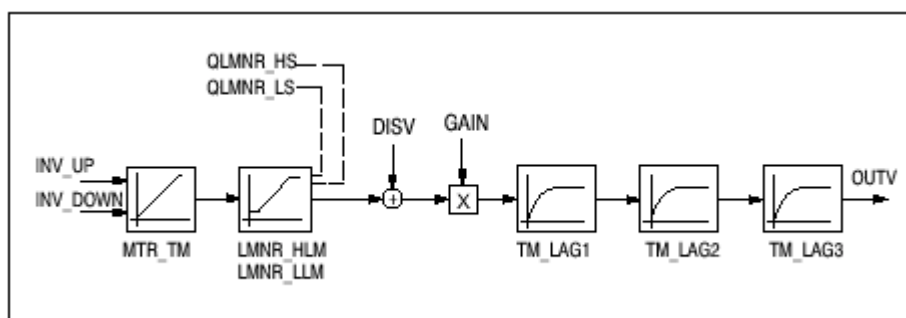 QLMNR_HS
QLMNR_LS
DISV
GAIN
INV_UP
INV_DOWN
OUTV
+
X
MTR_TM
LMNR_HLM
LMNR_LLM
TM_LAG1
TM_LAG2
TM_LAG3